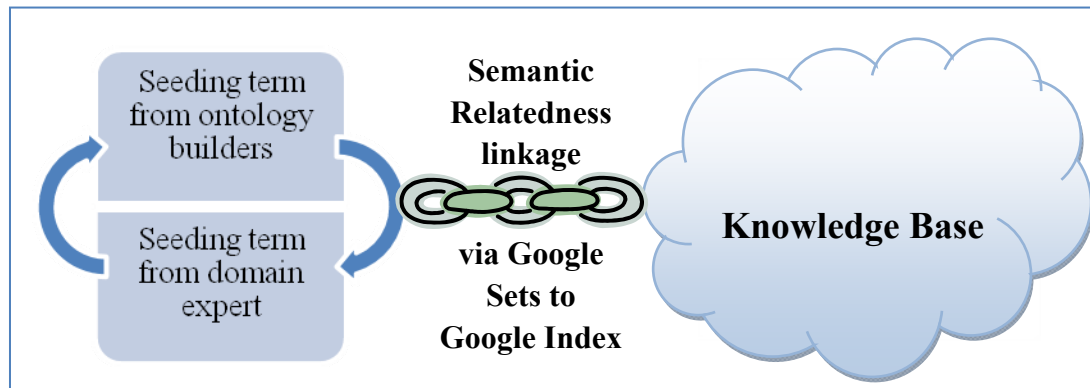 Seeding term
from ontology
builders
Seeding term
from domain
expert
Semantic
Relatedness
linkage
via Google
Sets to
Google Index
Knowledge Base